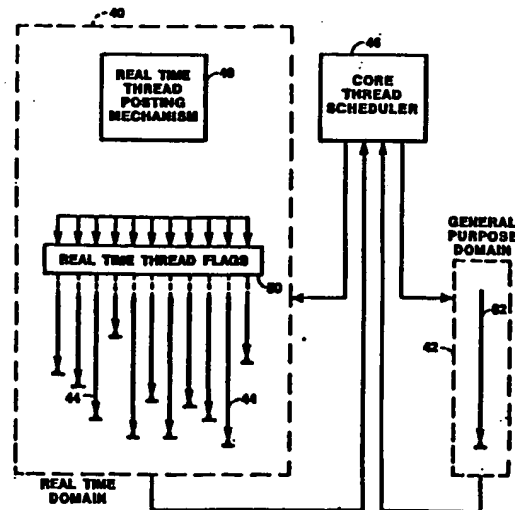 40
REAL TIME
THREAD
POSTING
MECHANISM
48
46
CORE
THREAD
SCHEDULER
REAL TIME THREAD FLAGS
50
GENERAL
PURPOSE
DOMAIN
52
42
44
44
REAL TIME
DOMAIN